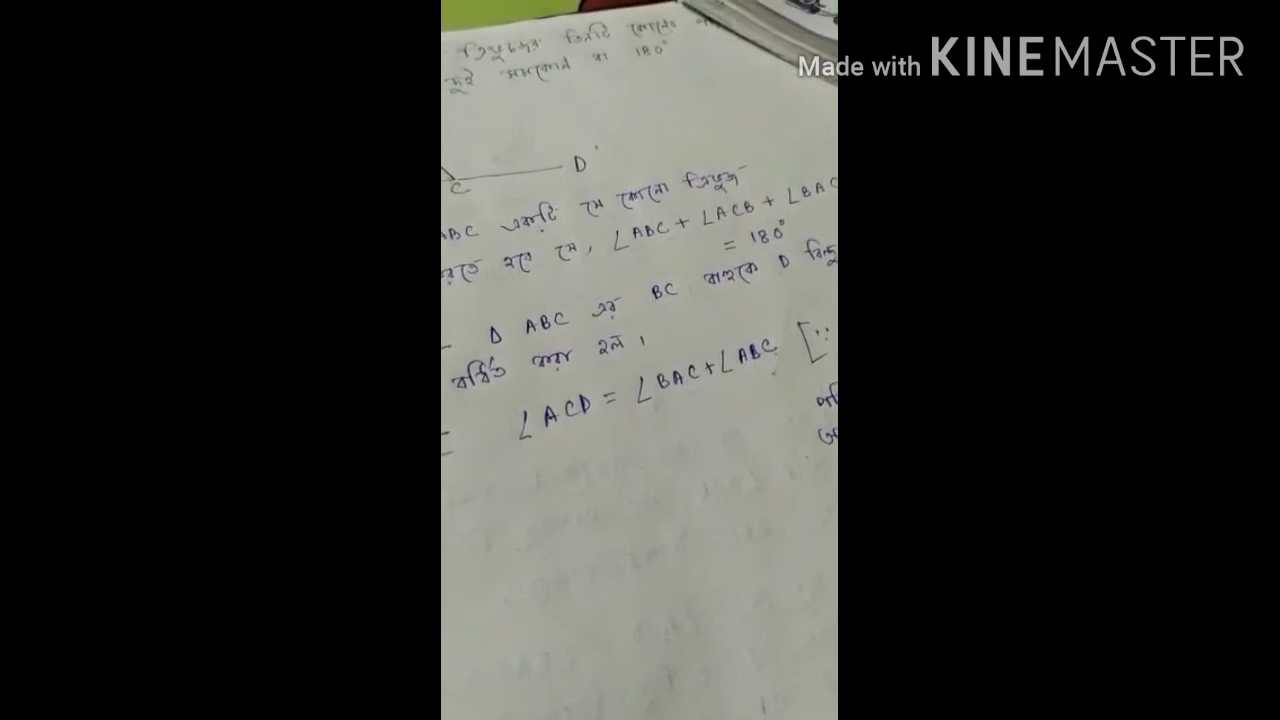 Made with KINEMASTER
ত্রিভুজের তিনটি কোনের
দুই সমকোন বা 180°
C D
ABC একটি যে কোনো ত্রিভুজ
হবে যে, ∠ABC + ∠ACB + ∠BAC
= 180°
Δ ABC এর BC বাহুকে D বিন্দু
বর্ধিত করা হল।
∠ACD = ∠BAC + ∠ABC [∵